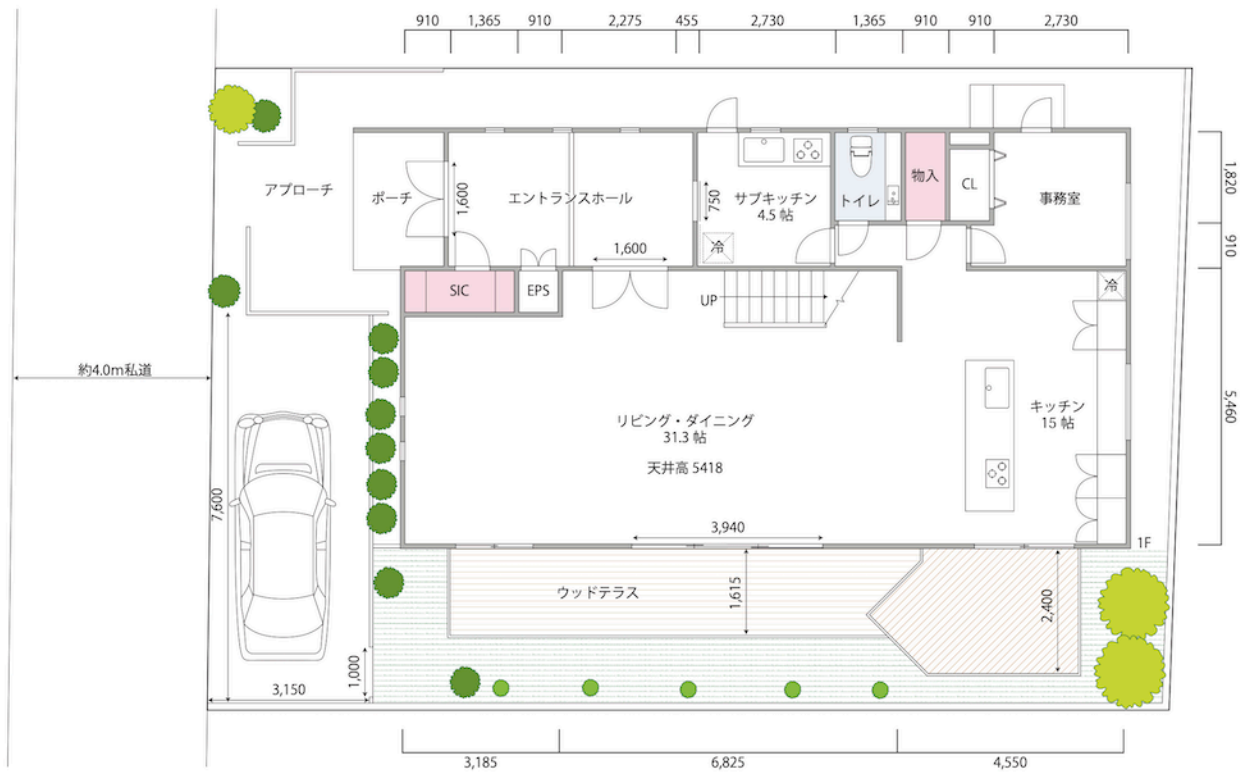 910 1,365 910 2,275 455 2,730 1,365 910 910 2,730
アプローチ
ポーチ
1,600
エントランスホール
1,600
750
サブキッチン
4.5 帖
冷
トイレ
物入
CL
事務室
1,820
910
5,460
SIC
EPS
UP
冷
約4.0m私道
リビング・ダイニング
31.3 帖
天井高 5418
キッチン
15 帖
7,600
3,940
1F
ウッドテラス
1,615
2,400
1,000
3,150
3,185 6,825 4,550